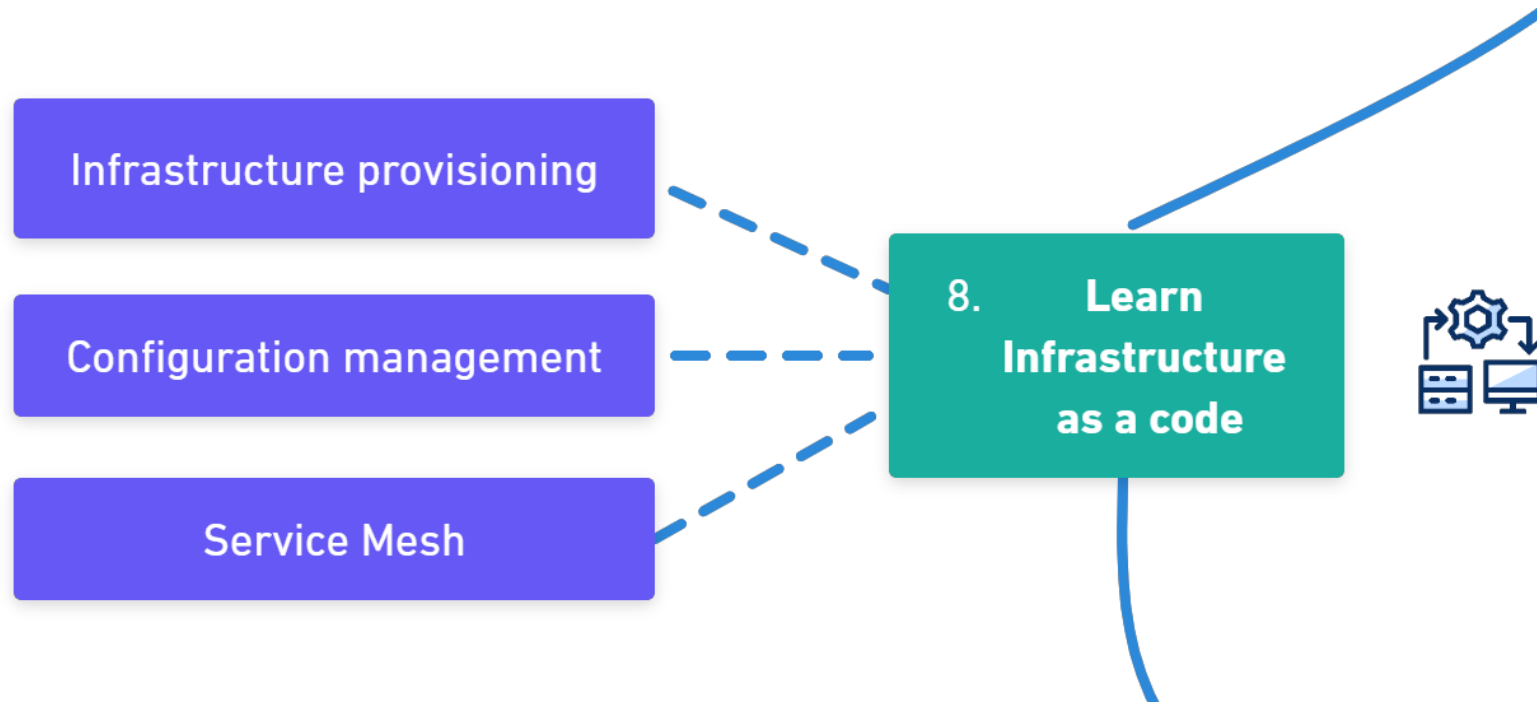 Infrastructure provisioning
Configuration management
Service Mesh
8. Learn
Infrastructure
as a code